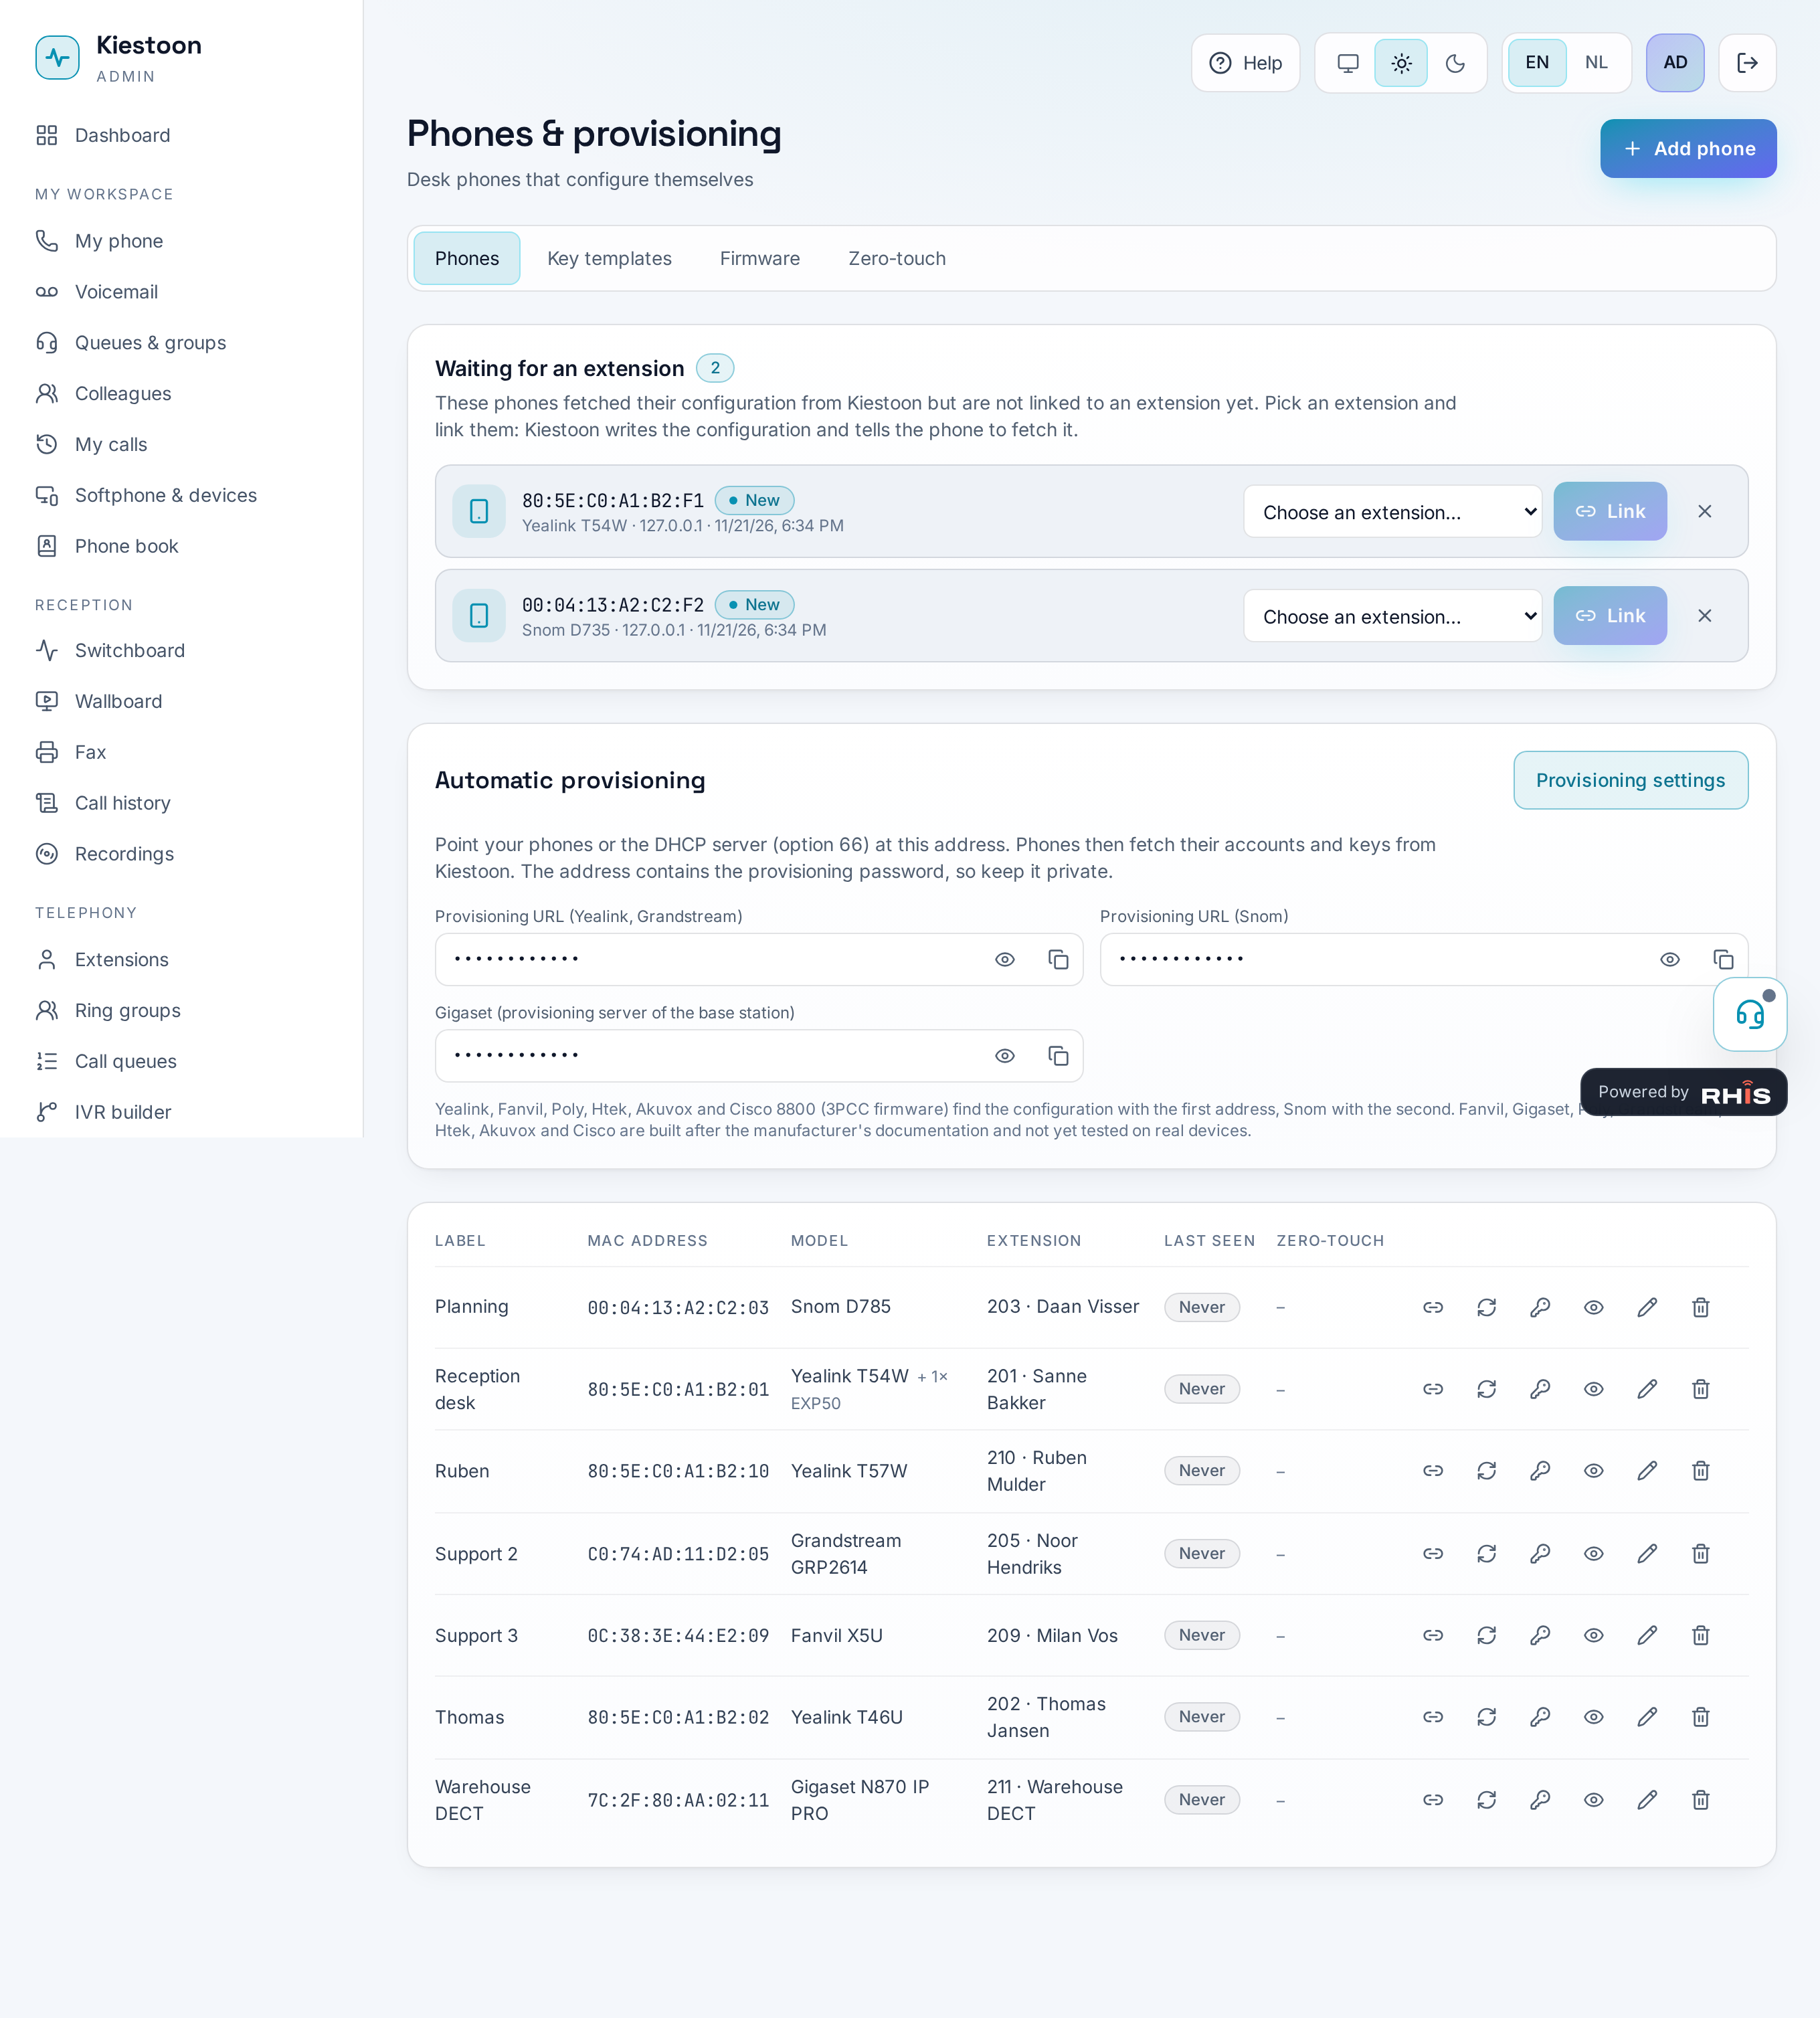 Kiestoon
ADMIN
Dashboard
MY WORKSPACE
My phone
Voicemail
Queues & groups
Colleagues
My calls
Softphone & devices
Phone book
RECEPTION
Switchboard
Wallboard
Fax
Call history
Recordings
TELEPHONY
Extensions
Ring groups
Call queues
IVR builder
Help
EN NL
AD
Phones & provisioning
Desk phones that configure themselves
Add phone
Phones Key templates Firmware Zero-touch
Waiting for an extension 2
These phones fetched their configuration from Kiestoon but are not linked to an extension yet. Pick an extension and
link them: Kiestoon writes the configuration and tells the phone to fetch it.
80:5E:C0:A1:B2:F1 New
Yealink T54W · 127.0.0.1 · 11/21/26, 6:34 PM
Choose an extension... Link
00:04:13:A2:C2:F2 New
Snom D735 · 127.0.0.1 · 11/21/26, 6:34 PM
Choose an extension... Link
Automatic provisioning
Provisioning settings
Point your phones or the DHCP server (option 66) at this address. Phones then fetch their accounts and keys from
Kiestoon. The address contains the provisioning password, so keep it private.
Provisioning URL (Yealink, Grandstream)
••••••••••••
Provisioning URL (Snom)
••••••••••••
Gigaset (provisioning server of the base station)
••••••••••••
Powered by RHiS
Yealink, Fanvil, Poly, Htek, Akuvox and Cisco 8800 (3PCC firmware) find the configuration with the first address, Snom with the second. Fanvil, Gigaset,
Htek, Akuvox and Cisco are built after the manufacturer's documentation and not yet tested on real devices.
LABEL MAC ADDRESS MODEL EXTENSION LAST SEEN ZERO-TOUCH
Planning 00:04:13:A2:C2:03 Snom D785 203 · Daan Visser Never –
Reception desk 80:5E:C0:A1:B2:01 Yealink T54W + 1× EXP50 201 · Sanne Bakker Never –
Ruben 80:5E:C0:A1:B2:10 Yealink T57W 210 · Ruben Mulder Never –
Support 2 C0:74:AD:11:D2:05 Grandstream GRP2614 205 · Noor Hendriks Never –
Support 3 0C:38:3E:44:E2:09 Fanvil X5U 209 · Milan Vos Never –
Thomas 80:5E:C0:A1:B2:02 Yealink T46U 202 · Thomas Jansen Never –
Warehouse DECT 7C:2F:80:AA:02:11 Gigaset N870 IP PRO 211 · Warehouse DECT Never –